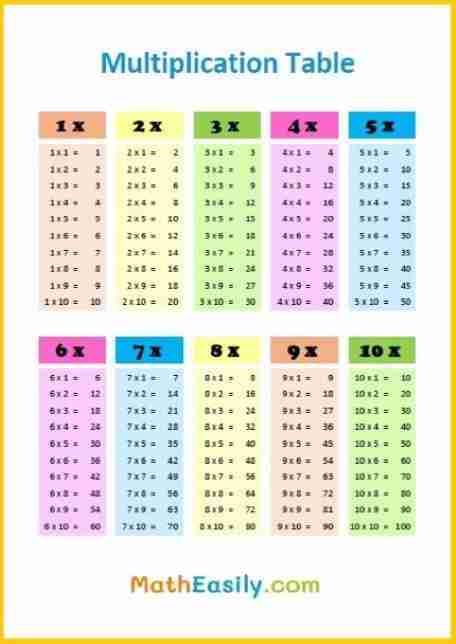 Multiplication Table
1 x
1 x 1 = 1
1 x 2 = 2
1 x 3 = 3
1 x 4 = 4
1 x 5 = 5
1 x 6 = 6
1 x 7 = 7
1 x 8 = 8
1 x 9 = 9
1 x 10 = 10
2 x
2 x 1 = 2
2 x 2 = 4
2 x 3 = 6
2 x 4 = 8
2 x 5 = 10
2 x 6 = 12
2 x 7 = 14
2 x 8 = 16
2 x 9 = 18
2 x 10 = 20
3 x
3 x 1 = 3
3 x 2 = 6
3 x 3 = 9
3 x 4 = 12
3 x 5 = 15
3 x 6 = 18
3 x 7 = 21
3 x 8 = 24
3 x 9 = 27
3 x 10 = 30
4 x
4 x 1 = 4
4 x 2 = 8
4 x 3 = 12
4 x 4 = 16
4 x 5 = 20
4 x 6 = 24
4 x 7 = 28
4 x 8 = 32
4 x 9 = 36
4 x 10 = 40
5 x
5 x 1 = 5
5 x 2 = 10
5 x 3 = 15
5 x 4 = 20
5 x 5 = 25
5 x 6 = 30
5 x 7 = 35
5 x 8 = 40
5 x 9 = 45
5 x 10 = 50
6 x
6 x 1 = 6
6 x 2 = 12
6 x 3 = 18
6 x 4 = 24
6 x 5 = 30
6 x 6 = 36
6 x 7 = 42
6 x 8 = 48
6 x 9 = 54
6 x 10 = 60
7 x
7 x 1 = 7
7 x 2 = 14
7 x 3 = 21
7 x 4 = 28
7 x 5 = 35
7 x 6 = 42
7 x 7 = 49
7 x 8 = 56
7 x 9 = 63
7 x 10 = 70
8 x
8 x 1 = 8
8 x 2 = 16
8 x 3 = 24
8 x 4 = 32
8 x 5 = 40
8 x 6 = 48
8 x 7 = 56
8 x 8 = 64
8 x 9 = 72
8 x 10 = 80
9 x
9 x 1 = 9
9 x 2 = 18
9 x 3 = 27
9 x 4 = 36
9 x 5 = 45
9 x 6 = 54
9 x 7 = 63
9 x 8 = 72
9 x 9 = 81
9 x 10 = 90
10 x
10 x 1 = 10
10 x 2 = 20
10 x 3 = 30
10 x 4 = 40
10 x 5 = 50
10 x 6 = 60
10 x 7 = 70
10 x 8 = 80
10 x 9 = 90
10 x 10 = 100
MathEasily.com